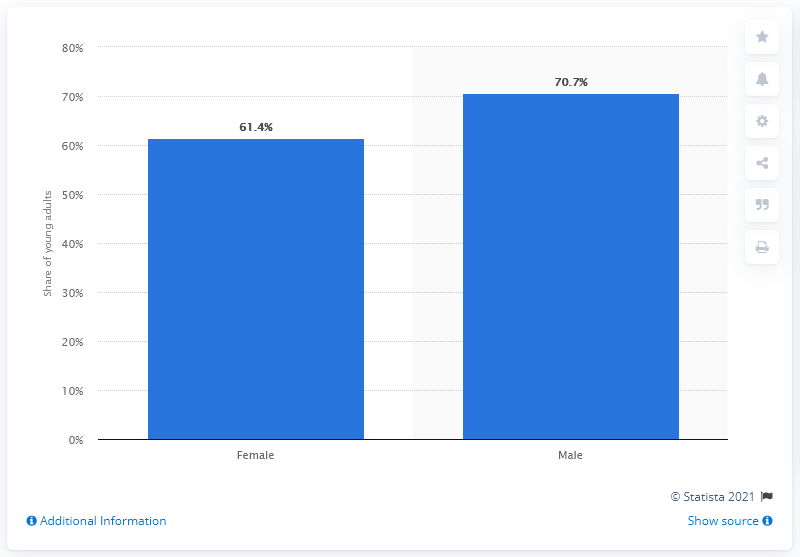 80%
70%
60%
50%
40%
30%
20%
10%
0%
Share of young adults
61.4%
70.7%
Female
Male
© Statista 2021
Additional Information
Show source